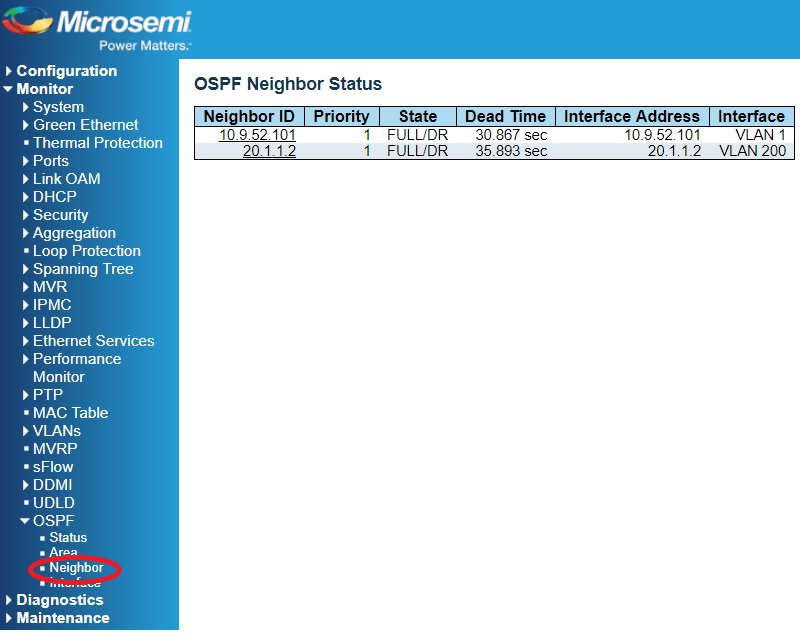 Microsemi.
Power Matters.™
Configuration
Monitor
System
Green Ethernet
Thermal Protection
Ports
Link OAM
DHCP
Security
Aggregation
Loop Protection
Spanning Tree
MVR
IPMC
LLDP
Ethernet Services
Performance
Monitor
PTP
MAC Table
VLANs
MVRP
sFlow
DDMI
UDLD
OSPF
Status
Area
Neighbor
Interface
Diagnostics
Maintenance
OSPF Neighbor Status
Neighbor ID Priority State Dead Time Interface Address Interface
10.9.52.101 1 FULL/DR 30.867 sec 10.9.52.101 VLAN 1
20.1.1.2 1 FULL/DR 35.893 sec 20.1.1.2 VLAN 200